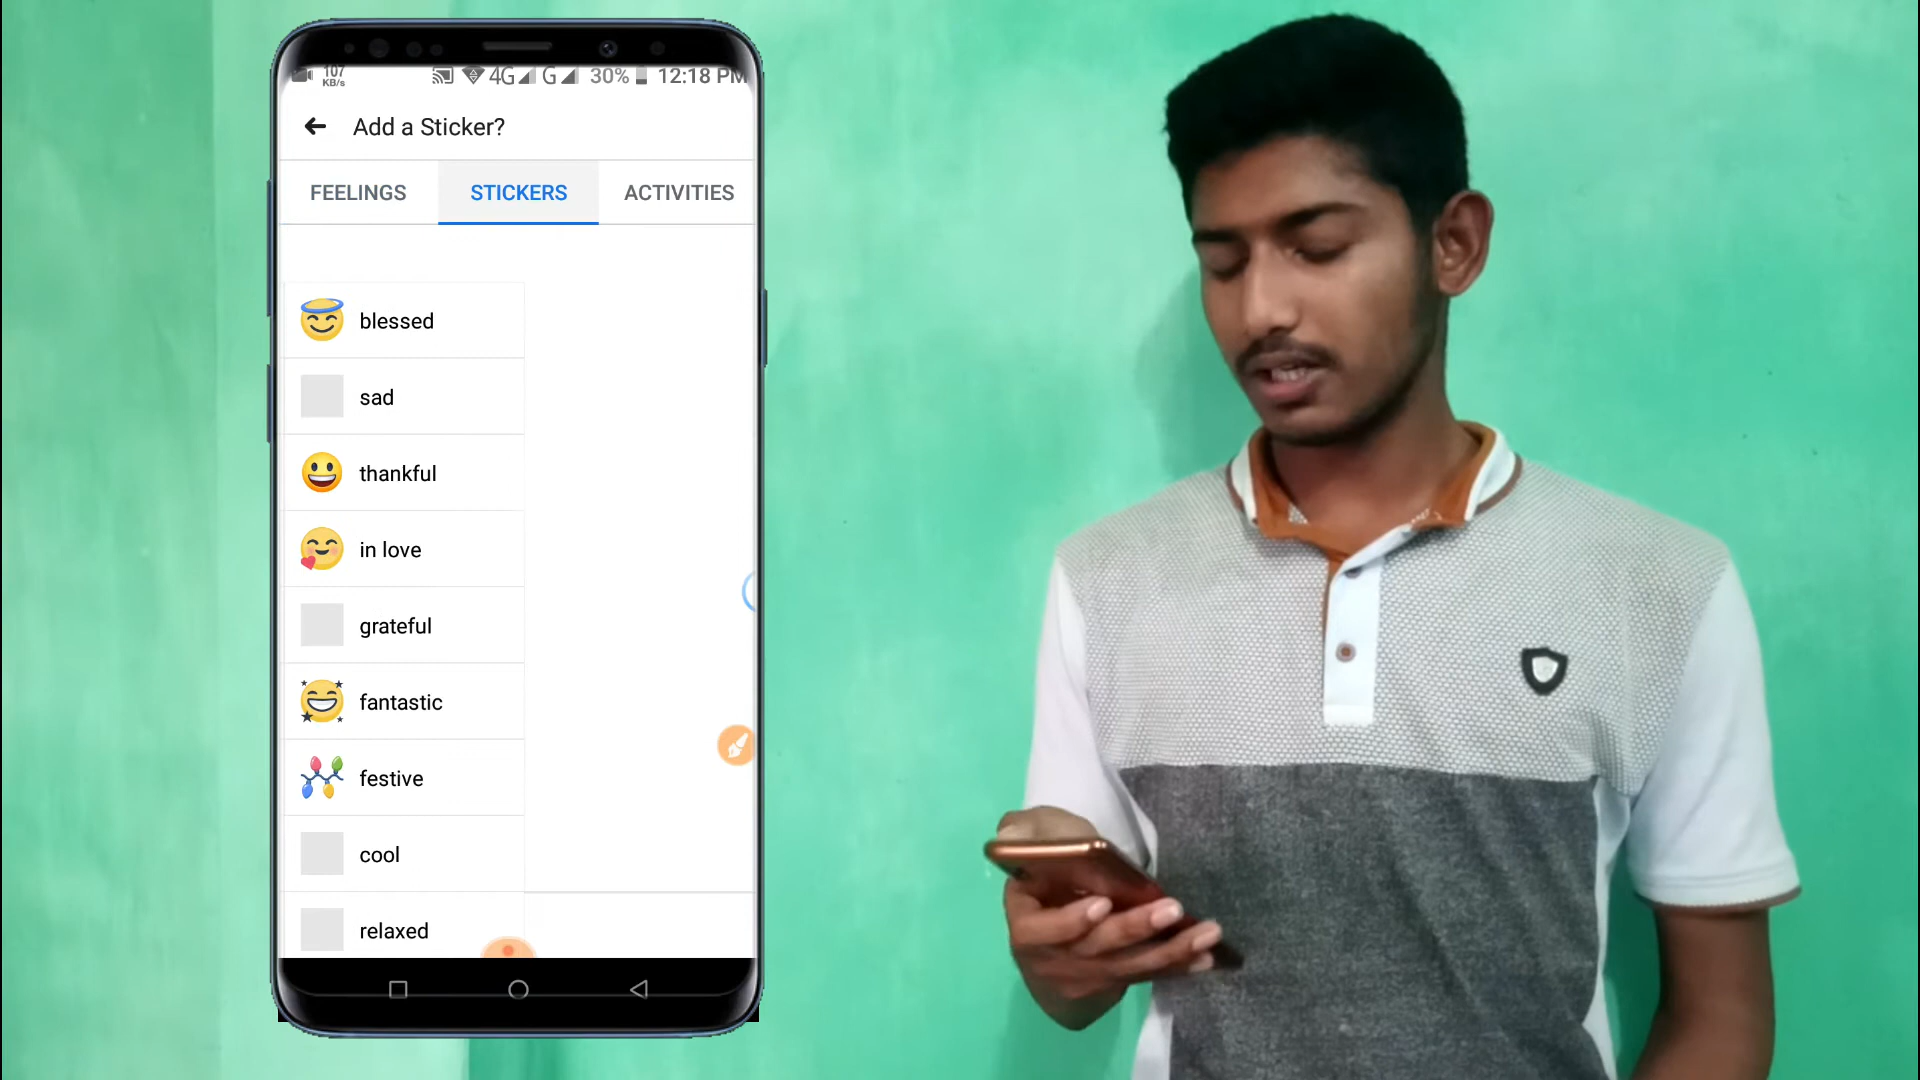 107
KB/s
4G G 30% 12:18 PM
Add a Sticker?
FEELINGS STICKERS ACTIVITIES
blessed
sad
thankful
in love
grateful
fantastic
festive
cool
relaxed